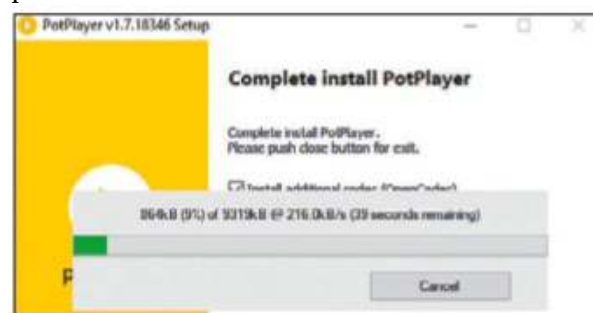 PotPlayer v1.7.18346 Setup
Complete install PotPlayer
Complete install PotPlayer.
Please push close button for exit.
Install additional codec (OpenCodec)
864kB (9%) of 9319kB @ 216.0kB/s (39 seconds remaining)
Cancel